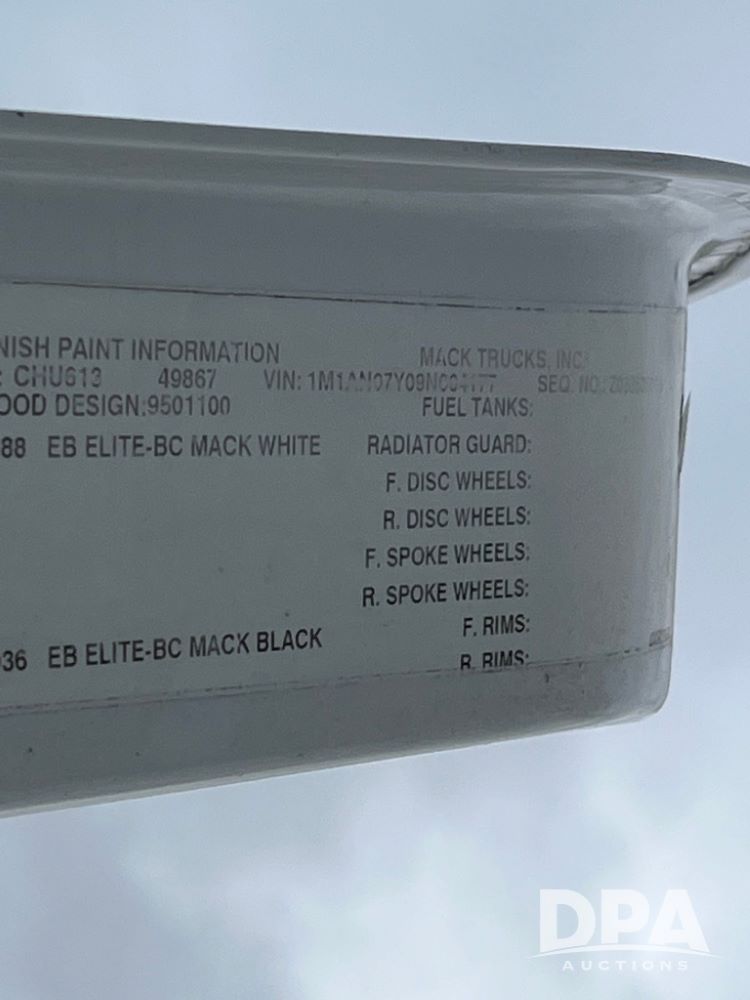 NISH PAINT INFORMATION MACK TRUCKS, INC.
: CHU613 49867 VIN: SEQ. NO.:
OOD DESIGN:9501100 FUEL TANKS:
88 EB ELITE-BC MACK WHITE RADIATOR GUARD:
F. DISC WHEELS:
R. DISC WHEELS:
F. SPOKE WHEELS:
R. SPOKE WHEELS:
F. RIMS:
036 EB ELITE-BC MACK BLACK
R. RIMS:
DPA
AUCTIONS